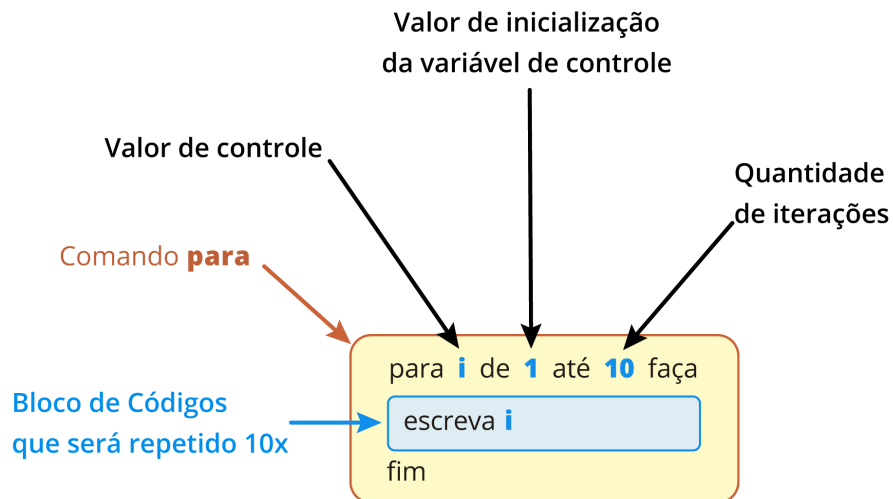 Valor de inicialização
da variável de controle
Valor de controle
Quantidade
de iterações
Comando para
para i de 1 até 10 faça
Bloco de Códigos
que será repetido 10x
escreva i
fim